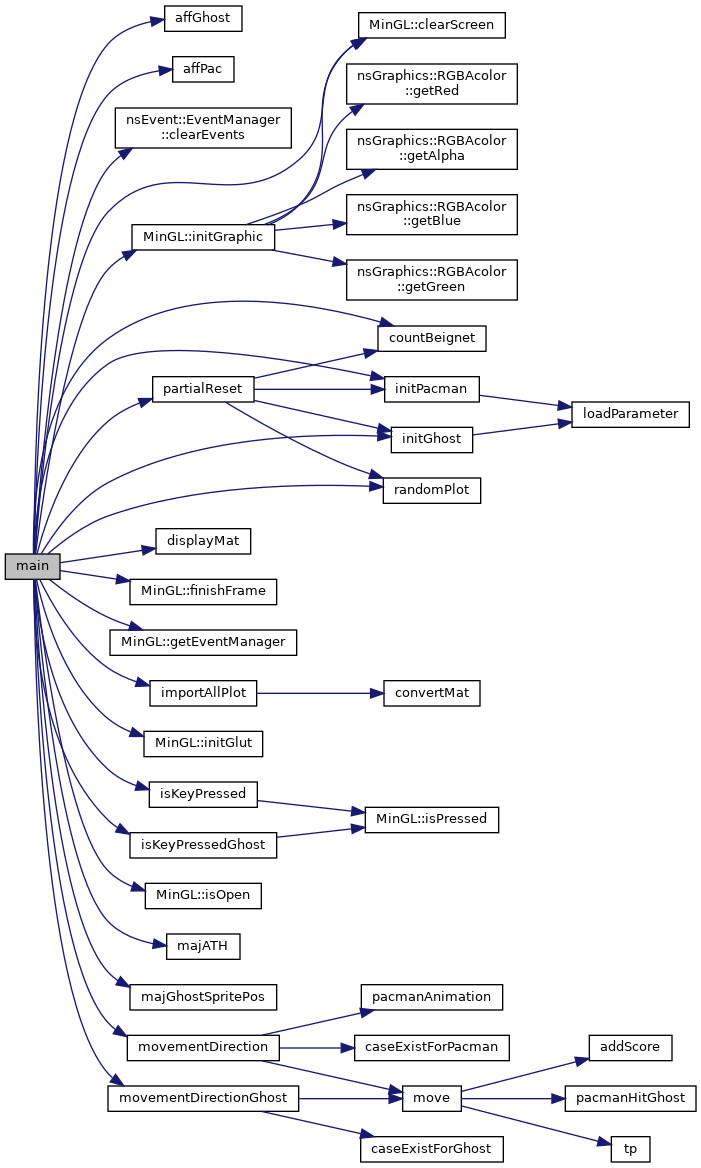 affGhost
MinGL::clearScreen
affPac
nsGraphics::RGBAcolor
::getRed
nsEvent::EventManager
::clearEvents
nsGraphics::RGBAcolor
::getAlpha
nsGraphics::RGBAcolor
::getBlue
MinGL::initGraphic
nsGraphics::RGBAcolor
::getGreen
countBeignet
partialReset
initPacman
loadParameter
initGhost
randomPlot
displayMat
main
MinGL::finishFrame
MinGL::getEventManager
importAllPlot
convertMat
MinGL::initGlut
isKeyPressed
MinGL::isPressed
isKeyPressedGhost
MinGL::isOpen
majATH
majGhostSpritePos
pacmanAnimation
movementDirection
caseExistForPacman
addScore
movementDirectionGhost
move
pacmanHitGhost
caseExistForGhost
tp